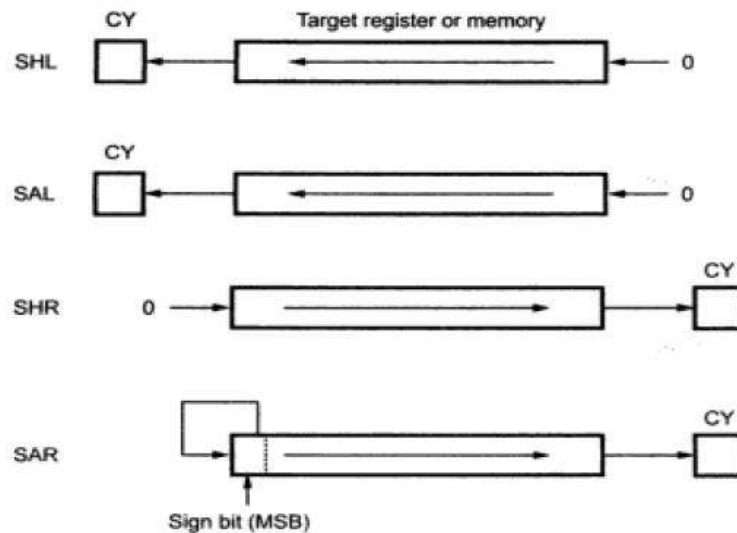 CY Target register or memory
SHL 0
CY
SAL 0
CY
SHR 0
CY
SAR
Sign bit (MSB)